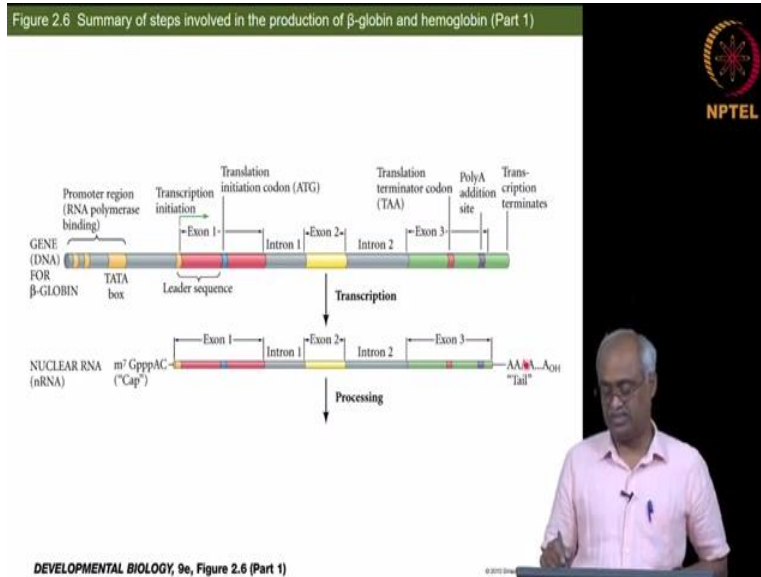 Figure 2.6 Summary of steps involved in the production of β-globin and hemoglobin (Part 1)
NPTEL
Promoter region
(RNA polymerase
binding)
Transcription
initiation
Translation
initiation codon (ATG)
Translation
terminator codon
(TAA)
PolyA
addition
site
Trans-
cription
terminates
Exon 1
Intron 1
Exon 2
Intron 2
Exon 3
GENE
(DNA)
FOR
β-GLOBIN
TATA
box
Leader sequence
Transcription
Exon 1
Intron 1
Exon 2
Intron 2
Exon 3
NUCLEAR RNA
(nRNA)
m⁷ GpppAC
("Cap")
AAAA...AOH
"Tail"
Processing
DEVELOPMENTAL BIOLOGY, 9e, Figure 2.6 (Part 1)